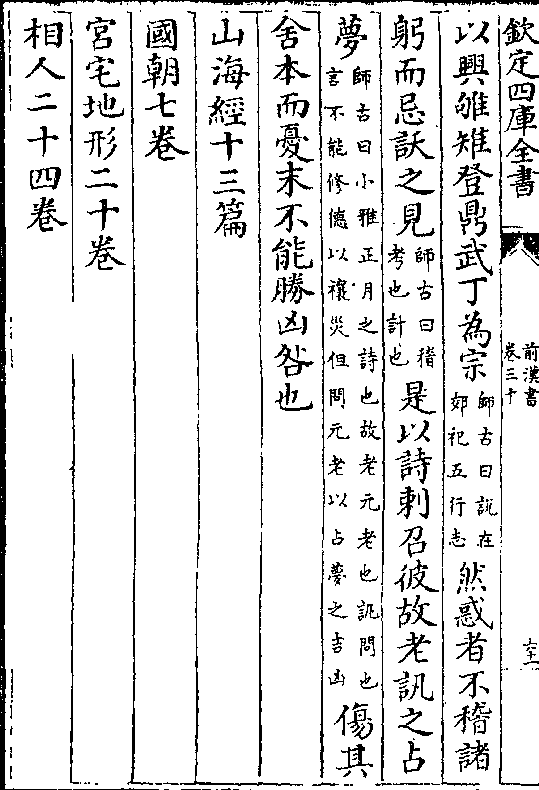 欽定四庫全書
前漢書
卷三十
六十一
以興雊雉登鼎武丁為宗師古曰說在郊祀五行志然惑者不稽諸
躬而忌訞之見師古曰稽考也計也是以詩刺召彼故老訊之占
夢師古曰小雅正月之詩也故老元老也訊問也言不能修德以禳災但問元老以占夢之吉凶傷其
舍本而憂末不能勝凶咎也
山海經十三篇
國朝七卷
宮宅地形二十卷
相人二十四卷